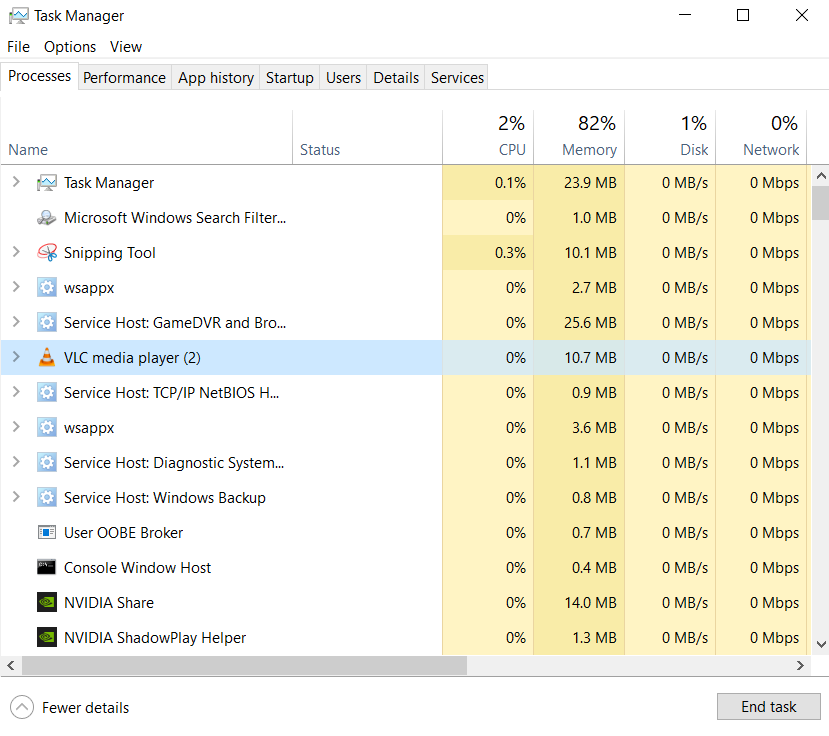 Task Manager
File Options View
Processes Performance App history Startup Users Details Services
2% 82% 1% 0%
Name Status CPU Memory Disk Network
Task Manager 0.1% 23.9 MB 0 MB/s 0 Mbps
Microsoft Windows Search Filter... 0% 1.0 MB 0 MB/s 0 Mbps
Snipping Tool 0.3% 10.1 MB 0 MB/s 0 Mbps
wsappx 0% 2.7 MB 0 MB/s 0 Mbps
Service Host: GameDVR and Bro... 0% 25.6 MB 0 MB/s 0 Mbps
VLC media player (2) 0% 10.7 MB 0 MB/s 0 Mbps
Service Host: TCP/IP NetBIOS H... 0% 0.9 MB 0 MB/s 0 Mbps
wsappx 0% 3.6 MB 0 MB/s 0 Mbps
Service Host: Diagnostic System... 0% 1.1 MB 0 MB/s 0 Mbps
Service Host: Windows Backup 0% 0.8 MB 0 MB/s 0 Mbps
User OOBE Broker 0% 0.7 MB 0 MB/s 0 Mbps
Console Window Host 0% 0.4 MB 0 MB/s 0 Mbps
NVIDIA Share 0% 14.0 MB 0 MB/s 0 Mbps
NVIDIA ShadowPlay Helper 0% 1.3 MB 0 MB/s 0 Mbps
Fewer details End task